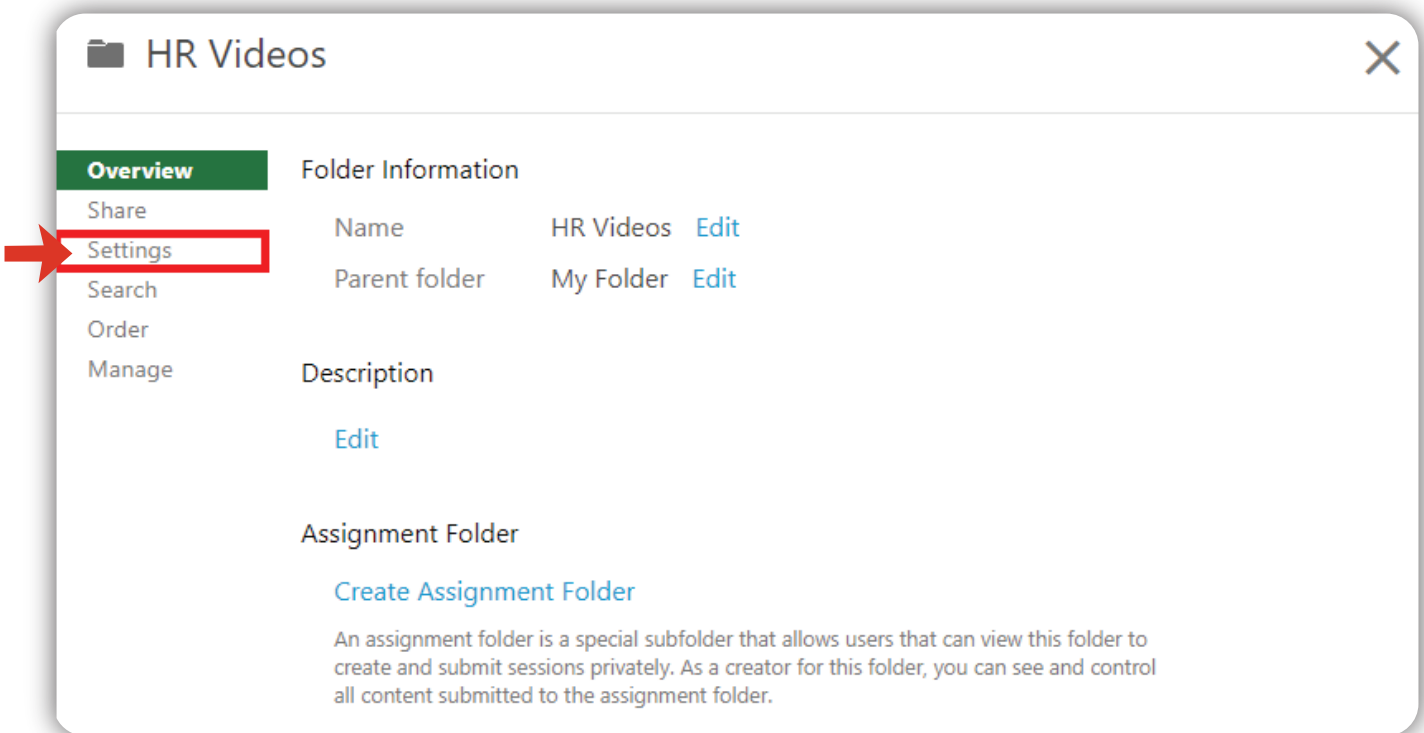 HR Videos
Overview
Share
Settings
Search
Order
Manage
Folder Information
Name HR Videos Edit
Parent folder My Folder Edit
Description
Edit
Assignment Folder
Create Assignment Folder
An assignment folder is a special subfolder that allows users that can view this folder to
create and submit sessions privately. As a creator for this folder, you can see and control
all content submitted to the assignment folder.